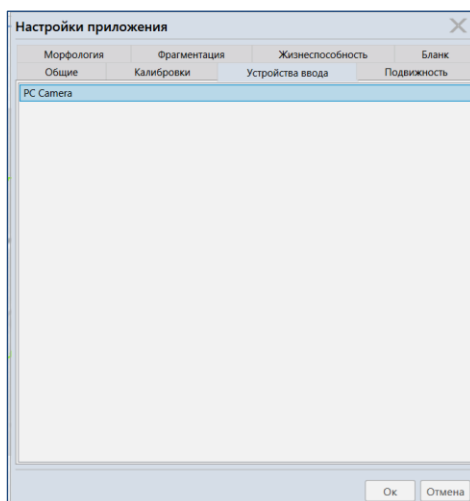 Настройки приложения
Морфология Фрагментация Жизнеспособность Бланк
Общие Калибровки Устройства ввода Подвижность
PC Camera
Ок Отмена